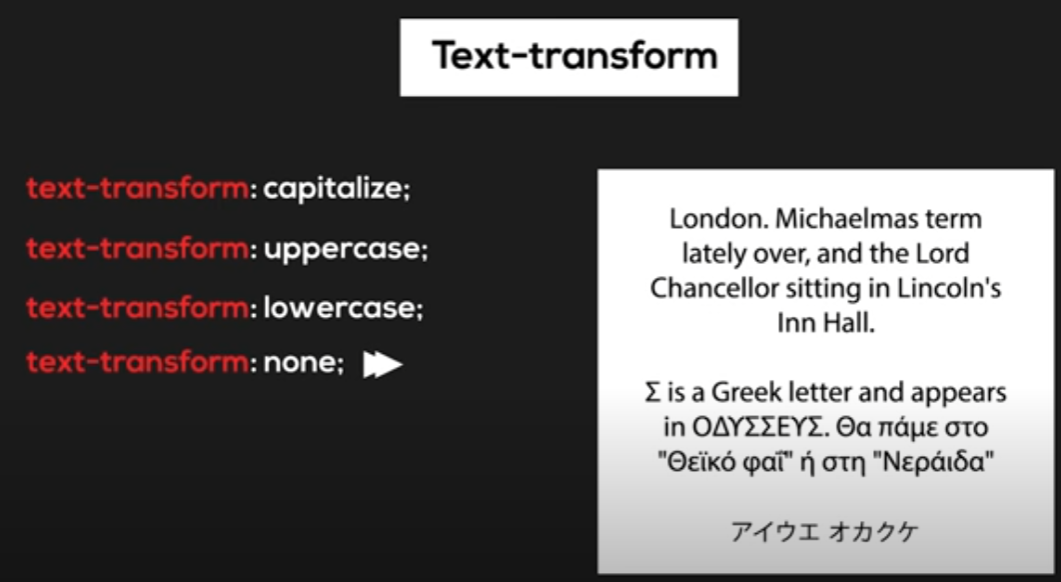 Text-transform
text-transform: capitalize;
text-transform: uppercase;
text-transform: lowercase;
text-transform: none;
London. Michaelmas term
lately over, and the Lord
Chancellor sitting in Lincoln's
Inn Hall.
Σ is a Greek letter and appears
in ΟΔΥΣΣΕΥΣ. Θα πάμε στο
"Θεϊκό φαΐ" ή στη "Νεράιδα"
アイウエ オカクケ